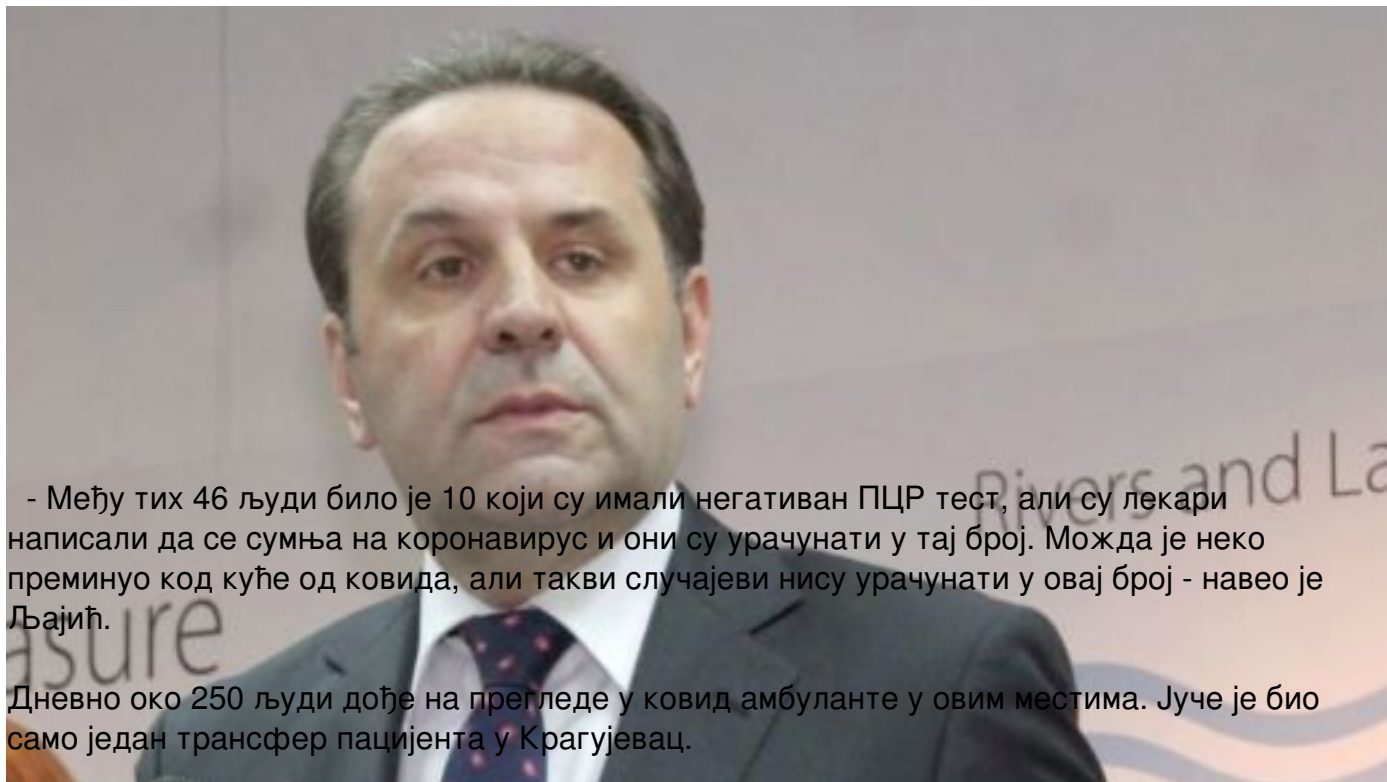 Rivers and La
- Међу тих 46 људи било је 10 који су имали негативан ПЦР тест, али су лекари
написали да се сумња на коронавирус и они су урачунати у тај број. Можда је неко
преминуо код куће од ковида, али такви случајеви нису урачунати у овај број - навео је
Љајић.
asure
Дневно око 250 људи дође на прегледе у ковид амбуланте у овим местима. Јуче је био
само један трансфер пацијента у Крагујевац.